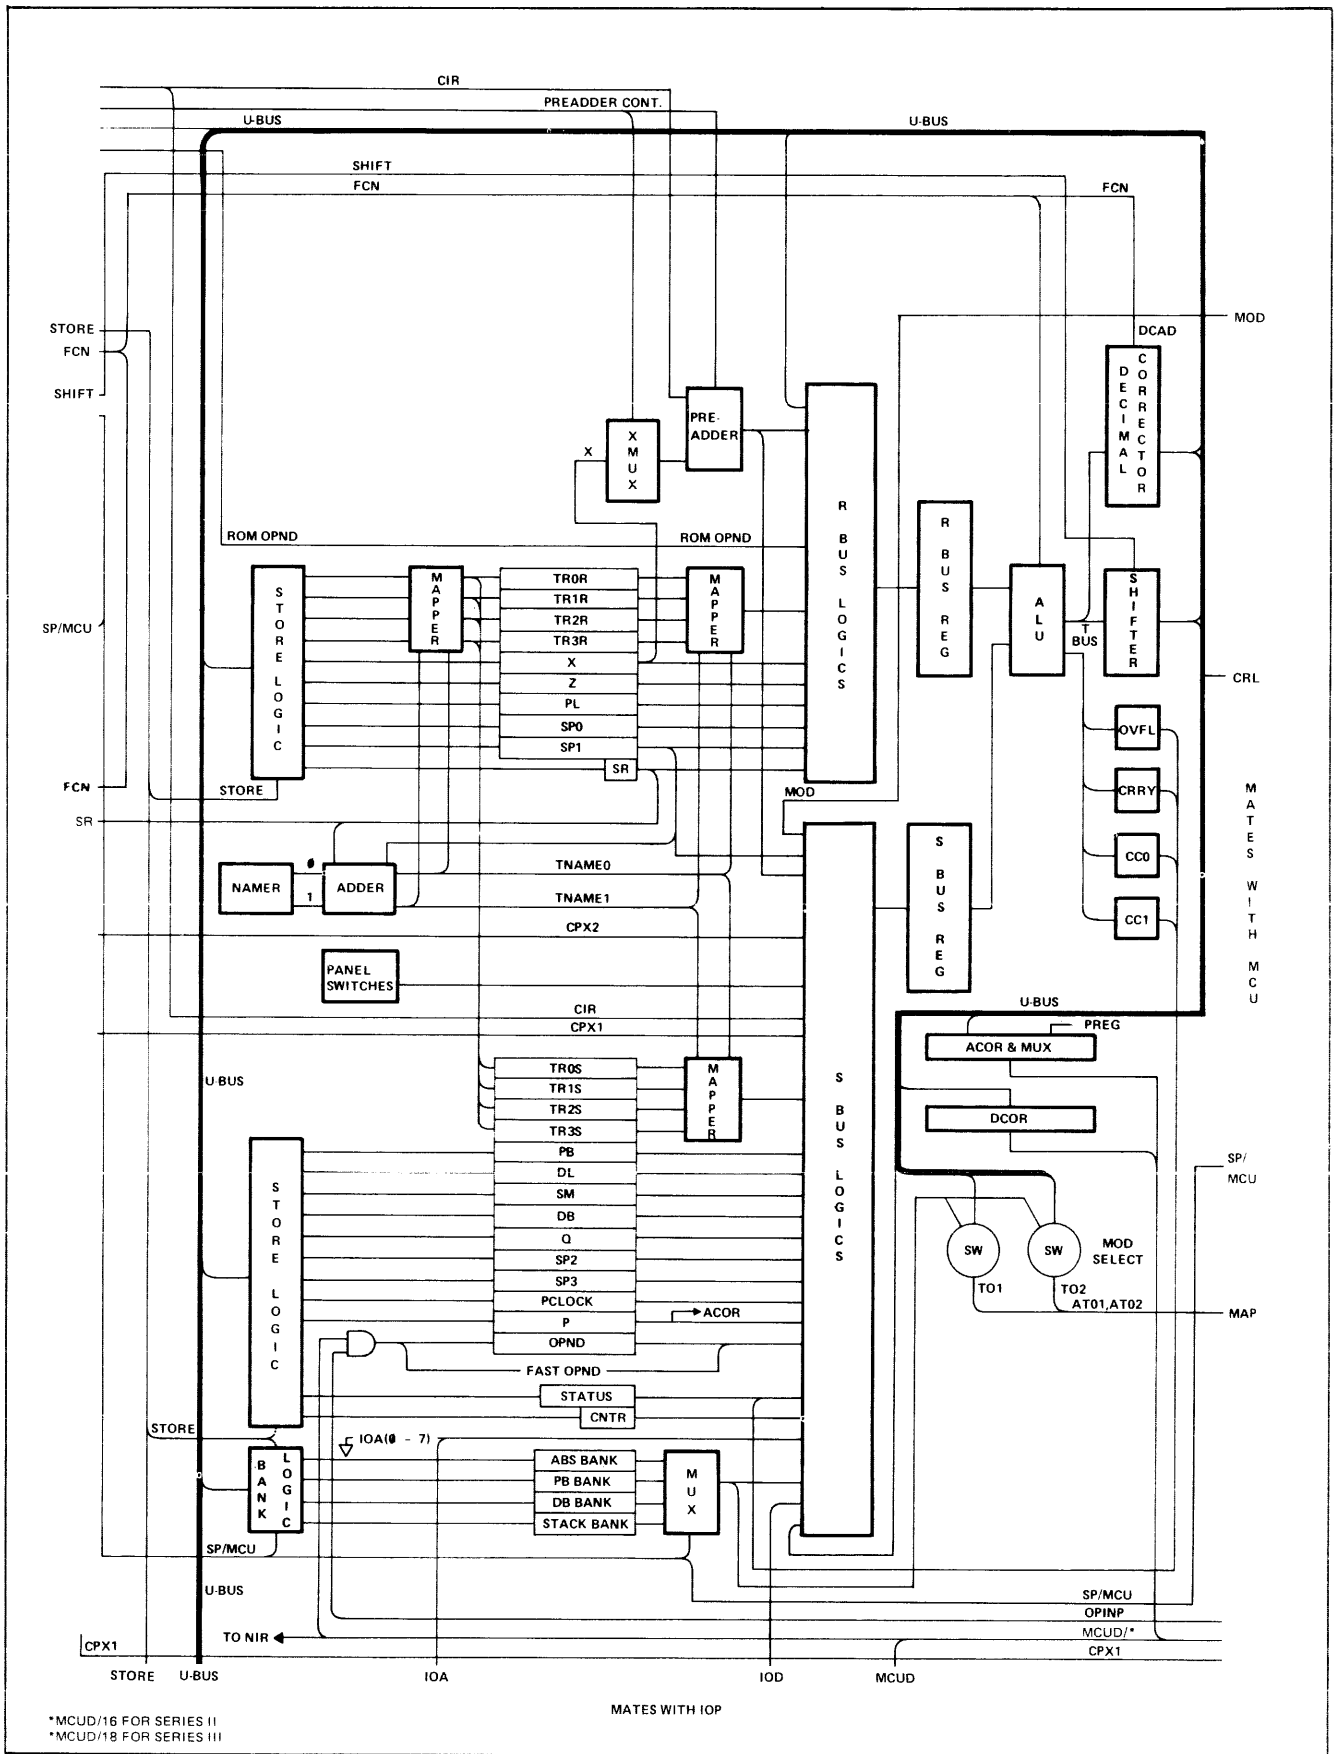 CIR
PREADDER CONT.
U-BUS
U-BUS
SHIFT
FCN
FCN
STORE
FCN
MOD
DCAD
SHIFT
DECIMAL CORRECTOR
PRE-
ADDER
XMUX
X
R BUS LOGICS
ROM OPND
ROM OPND
R BUS REG
STORE LOGIC
MAPPER
TR0R
TR1R
TR2R
TR3R
X
Z
PL
SP0
SP1
SR
MAPPER
ALU
T
BUS
SHIFTER
SP/MCU
CRL
OVFL
CRRY
CC0
CC1
FCN
STORE
MOD
SR
MATES WITH MCU
NAMER
0
1
ADDER
TNAME0
TNAME1
S BUS REG
CPX2
PANEL
SWITCHES
CIR
CPX1
U-BUS
PREG
ACOR & MUX
DCOR
U-BUS
TR0S
TR1S
TR2S
TR3S
PB
DL
SM
DB
Q
SP2
SP3
PCLOCK
P
OPND
MAPPER
S BUS LOGICS
STORE LOGIC
ACOR
FAST OPND
STATUS
CNTR
SP/
MCU
SW
SW
MOD
SELECT
TO1
TO2
AT01,AT02
MAP
STORE
IOA(0 - 7)
BANK LOGIC
ABS BANK
PB BANK
DB BANK
STACK BANK
MUX
SP/MCU
U-BUS
SP/MCU
OPINP
TO NIR
MCUD/*
CPX1
CPX1
STORE
U-BUS
IOA
IOD
MCUD
MATES WITH IOP
*MCUD/16 FOR SERIES II
*MCUD/18 FOR SERIES III